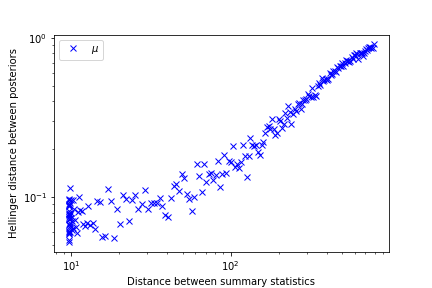 10⁰
μ
Hellinger distance between posteriors
10⁻¹
10¹
10²
Distance between summary statistics